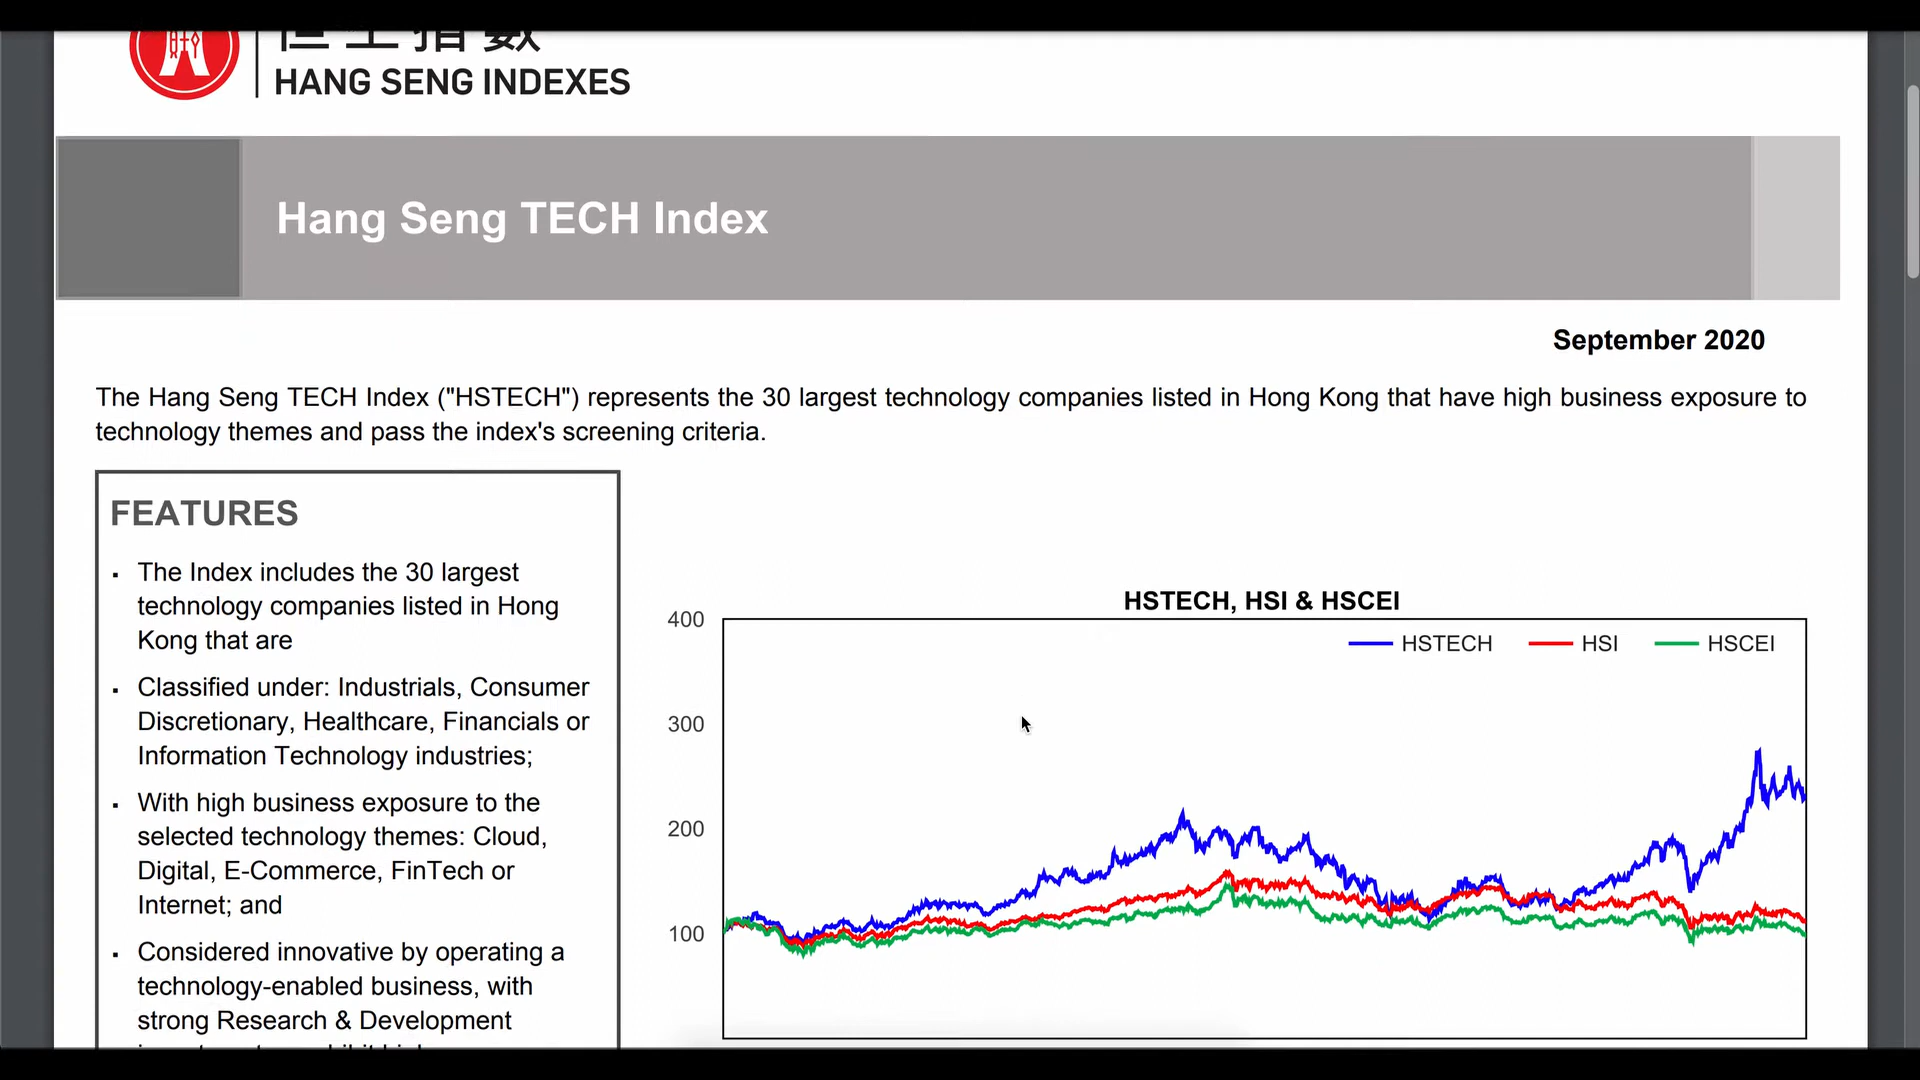 恒生指數
HANG SENG INDEXES
Hang Seng TECH Index
September 2020
The Hang Seng TECH Index ("HSTECH") represents the 30 largest technology companies listed in Hong Kong that have high business exposure to
technology themes and pass the index's screening criteria.
FEATURES
▪ The Index includes the 30 largest
technology companies listed in Hong
Kong that are
▪ Classified under: Industrials, Consumer
Discretionary, Healthcare, Financials or
Information Technology industries;
▪ With high business exposure to the
selected technology themes: Cloud,
Digital, E-Commerce, FinTech or
Internet; and
▪ Considered innovative by operating a
technology-enabled business, with
strong Research & Development
HSTECH, HSI & HSCEI
HSTECH HSI HSCEI
400
300
200
100